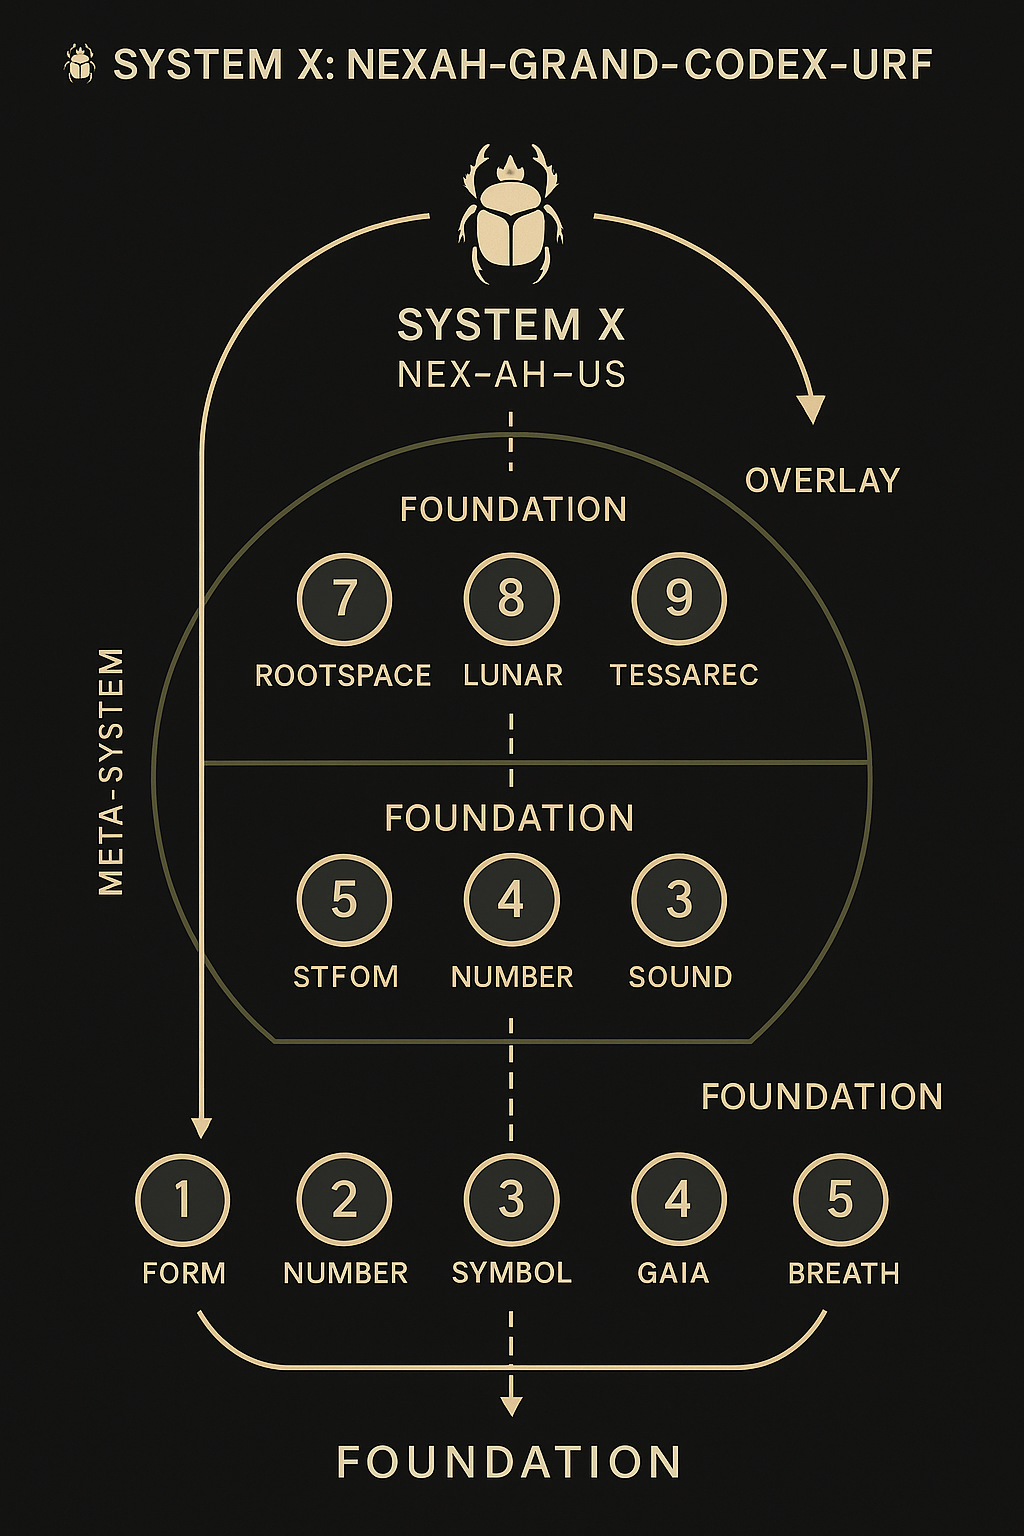 SYSTEM X: NEXAH-GRAND-CODEX-URF
SYSTEM X
NEX-AH-US
OVERLAY
FOUNDATION
7 8 9
ROOTSPACE LUNAR TESSAREC
META-SYSTEM
FOUNDATION
5 4 3
STFOM NUMBER SOUND
FOUNDATION
1 2 3 4 5
FORM NUMBER SYMBOL GAIA BREATH
FOUNDATION